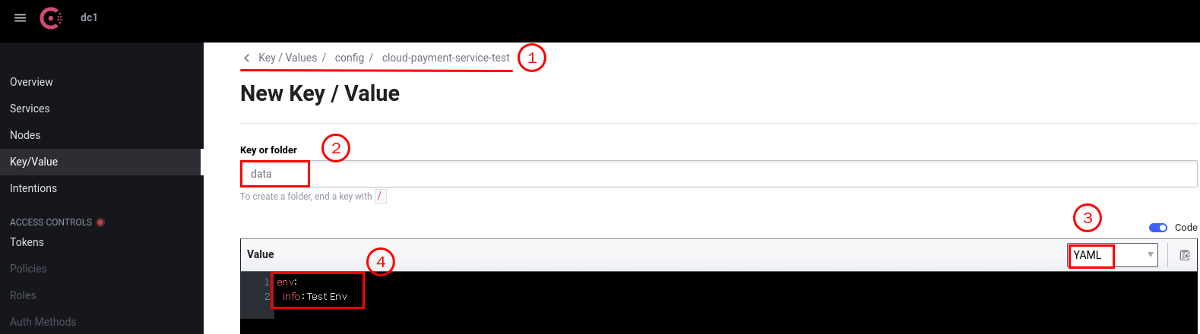 dc1
Overview
Services
Nodes
Key/Value
Intentions
ACCESS CONTROLS
Tokens
Policies
Roles
Auth Methods
Key / Values / config / cloud-payment-service-test 1
New Key / Value
Key or folder 2
data
To create a folder, end a key with /
3 Code
Value 4 YAML
1 env:
2 info: Test Env